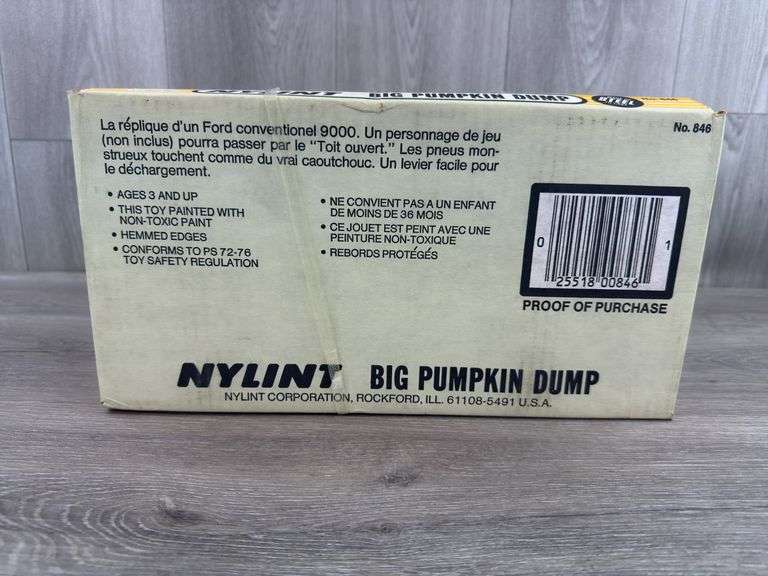 NYLINT BIG PUMPKIN DUMP
No. 846
La réplique d'un Ford conventionel 9000. Un personnage de jeu
(non inclus) pourra passer par le "Toit ouvert." Les pneus mon-
strueux touchent comme du vrai caoutchouc. Un levier facile pour
le déchargement.
• AGES 3 AND UP
• THIS TOY PAINTED WITH
NON-TOXIC PAINT
• HEMMED EDGES
• CONFORMS TO PS 72-76
TOY SAFETY REGULATION
• NE CONVIENT PAS A UN ENFANT
DE MOINS DE 36 MOIS
• CE JOUET EST PEINT AVEC UNE
PEINTURE NON-TOXIQUE
• REBORDS PROTÉGÉS
0 25518 00846 1
PROOF OF PURCHASE
NYLINT BIG PUMPKIN DUMP
NYLINT CORPORATION, ROCKFORD, ILL. 61108-5491 U.S.A.